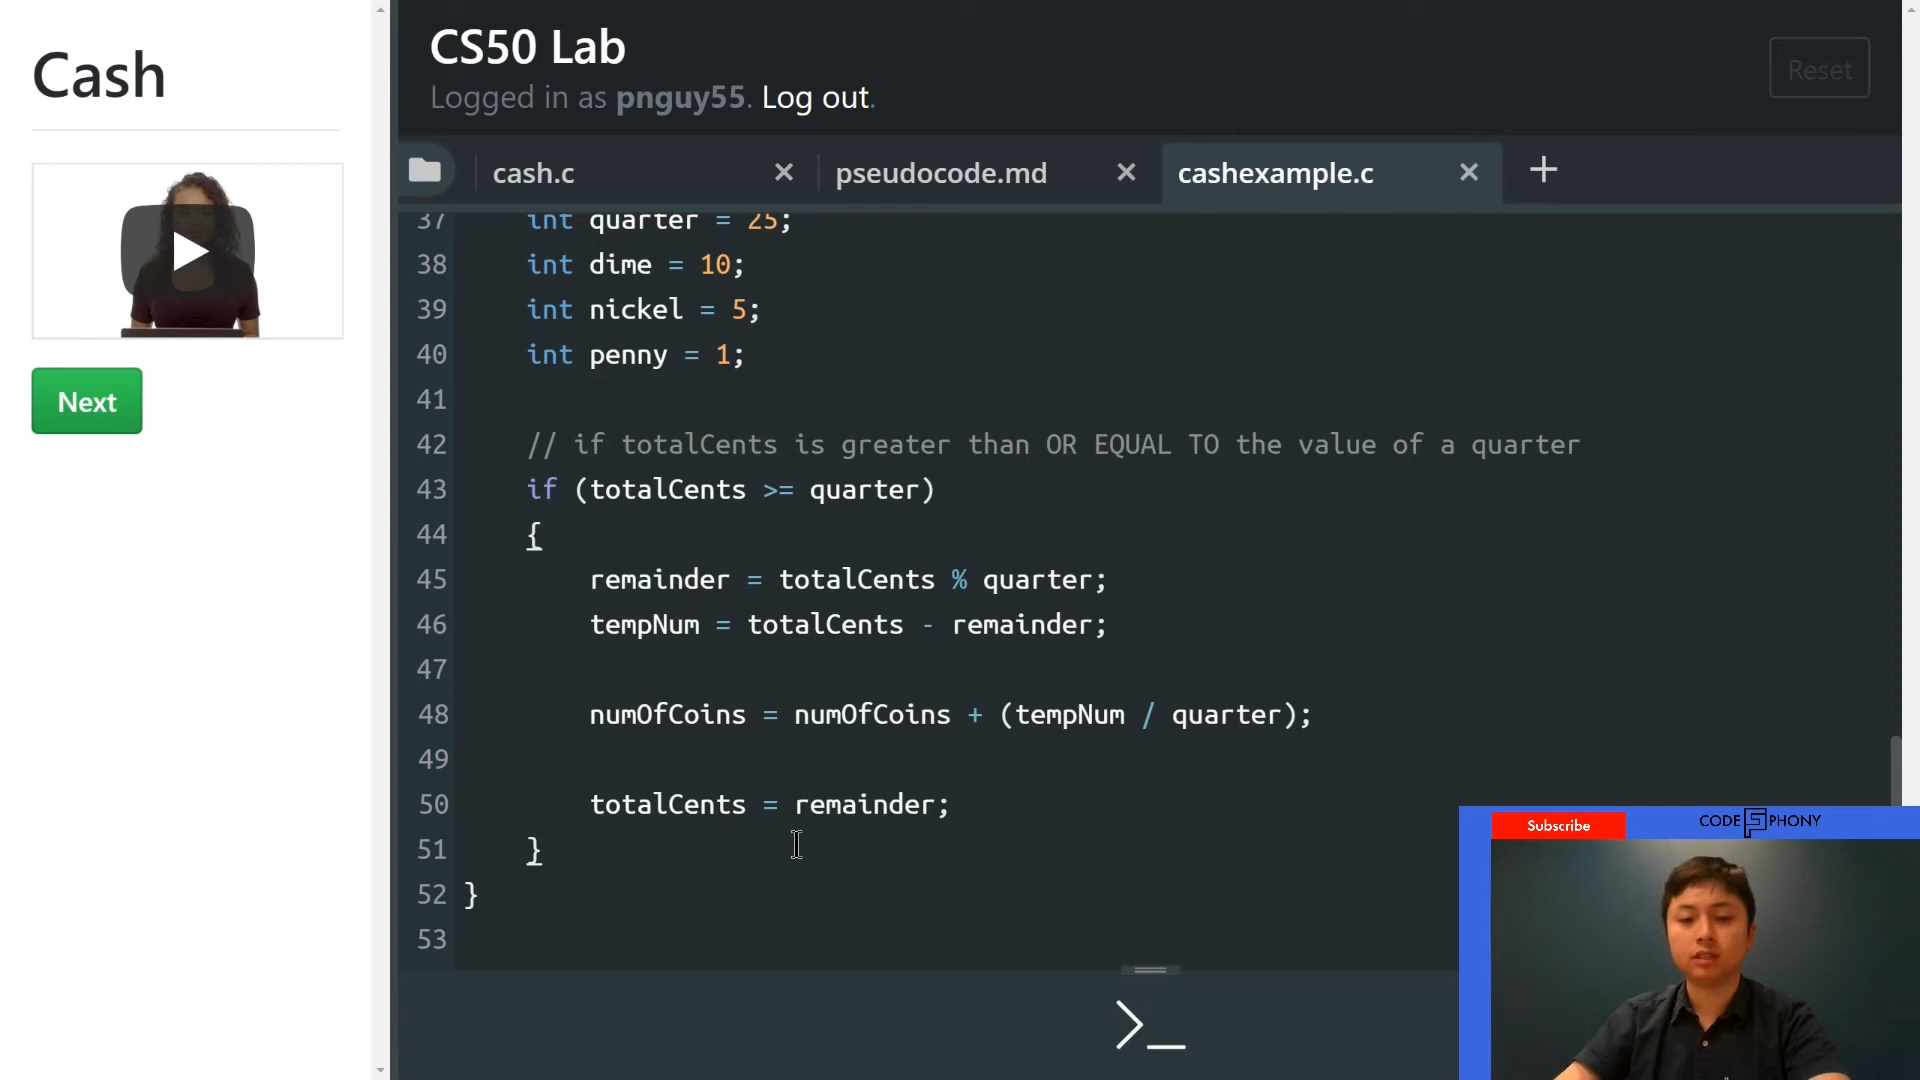 Cash
Next
CS50 Lab
Logged in as pnguy55. Log out.
Reset
cash.c
pseudocode.md
cashexample.c
37 int quarter = 25;
38 int dime = 10;
39 int nickel = 5;
40 int penny = 1;
41
42 // if totalCents is greater than OR EQUAL TO the value of a quarter
43 if (totalCents >= quarter)
44 {
45 remainder = totalCents % quarter;
46 tempNum = totalCents - remainder;
47
48 numOfCoins = numOfCoins + (tempNum / quarter);
49
50 totalCents = remainder;
51 }
52 }
53
>_
Subscribe
CODE PHONY